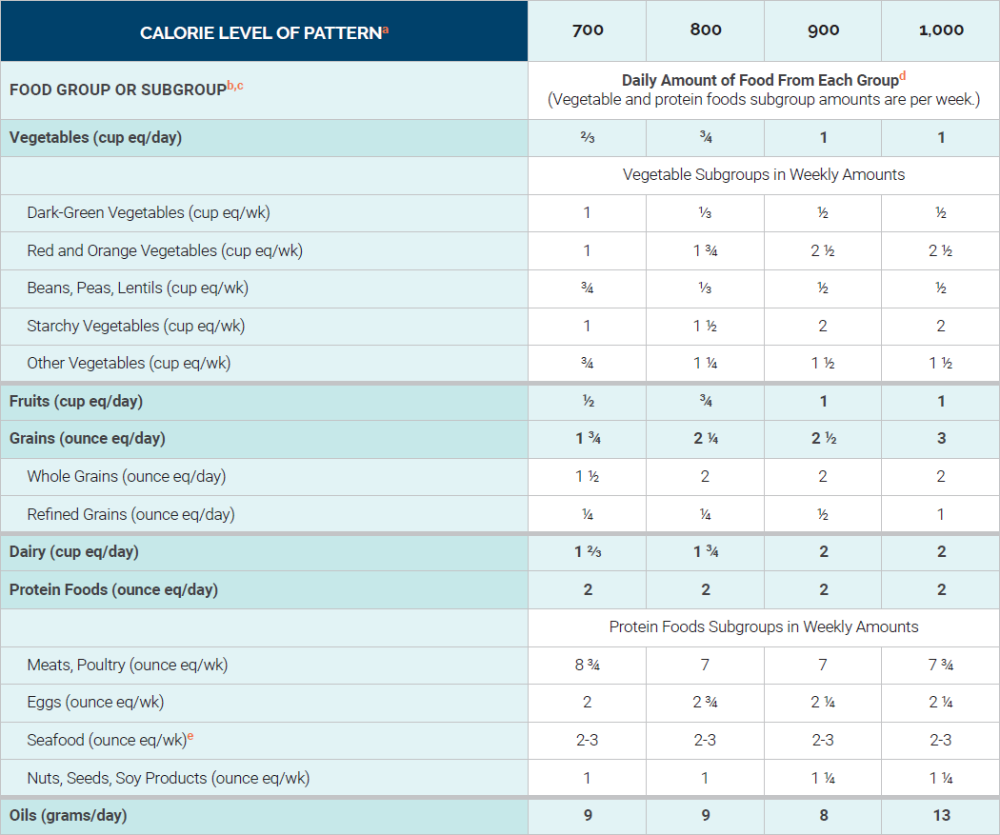 CALORIE LEVEL OF PATTERNa 700 800 900 1,000
FOOD GROUP OR SUBGROUPb,c Daily Amount of Food From Each Groupd
(Vegetable and protein foods subgroup amounts are per week.)
Vegetables (cup eq/day) ⅔ ¾ 1 1
Vegetable Subgroups in Weekly Amounts
Dark-Green Vegetables (cup eq/wk) 1 ⅓ ½ ½
Red and Orange Vegetables (cup eq/wk) 1 1 ¾ 2 ½ 2 ½
Beans, Peas, Lentils (cup eq/wk) ¾ ⅓ ½ ½
Starchy Vegetables (cup eq/wk) 1 1 ½ 2 2
Other Vegetables (cup eq/wk) ¾ 1 ¼ 1 ½ 1 ½
Fruits (cup eq/day) ½ ¾ 1 1
Grains (ounce eq/day) 1 ¾ 2 ¼ 2 ½ 3
Whole Grains (ounce eq/day) 1 ½ 2 2 2
Refined Grains (ounce eq/day) ¼ ¼ ½ 1
Dairy (cup eq/day) 1 ⅔ 1 ¾ 2 2
Protein Foods (ounce eq/day) 2 2 2 2
Protein Foods Subgroups in Weekly Amounts
Meats, Poultry (ounce eq/wk) 8 ¾ 7 7 7 ¾
Eggs (ounce eq/wk) 2 2 ¾ 2 ¼ 2 ¼
Seafood (ounce eq/wk)e 2-3 2-3 2-3 2-3
Nuts, Seeds, Soy Products (ounce eq/wk) 1 1 1 ¼ 1 ¼
Oils (grams/day) 9 9 8 13